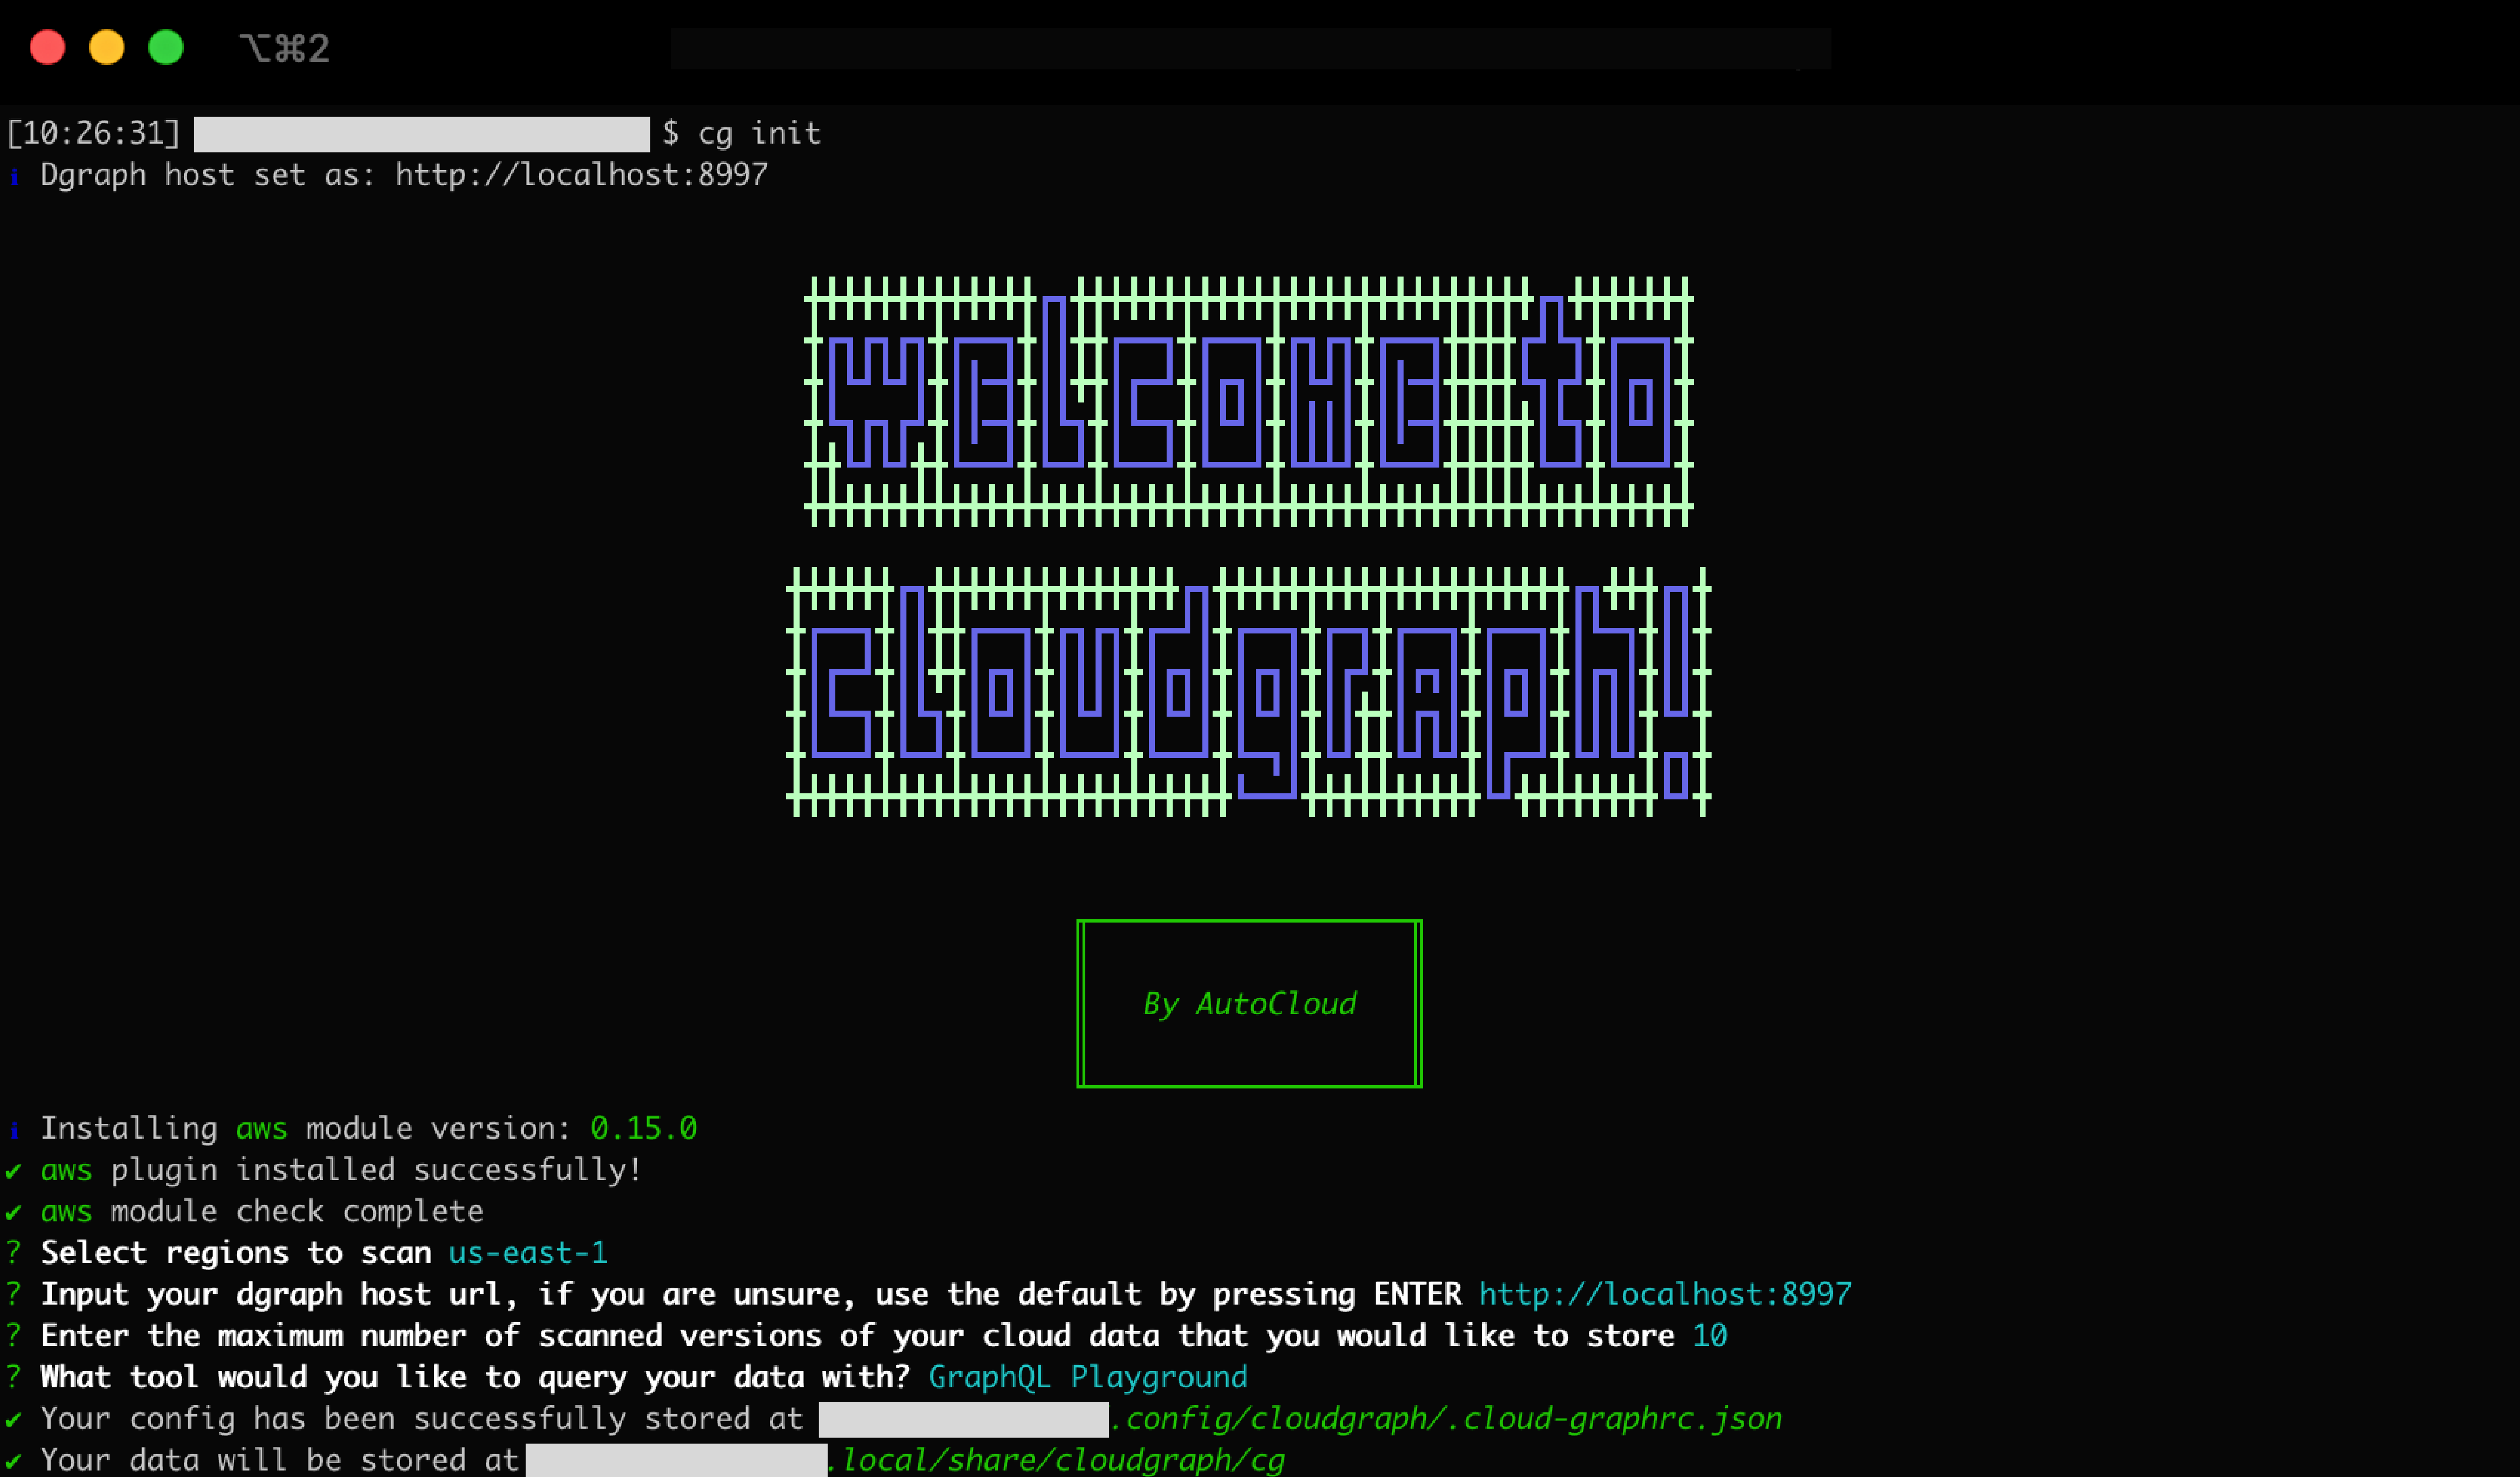 ⌥⌘2
[10:26:31] $ cg init
ℹ Dgraph host set as: http://localhost:8997
Welcome to
Cloudgraph!
By AutoCloud
ℹ Installing aws module version: 0.15.0
✔ aws plugin installed successfully!
✔ aws module check complete
? Select regions to scan us-east-1
? Input your dgraph host url, if you are unsure, use the default by pressing ENTER http://localhost:8997
? Enter the maximum number of scanned versions of your cloud data that you would like to store 10
? What tool would you like to query your data with? GraphQL Playground
✔ Your config has been successfully stored at .config/cloudgraph/.cloud-graphrc.json
✔ Your data will be stored at .local/share/cloudgraph/cg